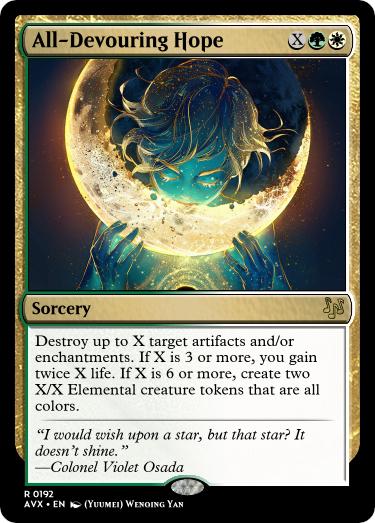 All-Devouring Hope X
Sorcery
Destroy up to X target artifacts and/or
enchantments. If X is 3 or more, you gain
twice X life. If X is 6 or more, create two
X/X Elemental creature tokens that are all
colors.
“I would wish upon a star, but that star? It
doesn’t shine.”
—Colonel Violet Osada
R 0192
AVX • EN (Yuumei) Wenqing Yan